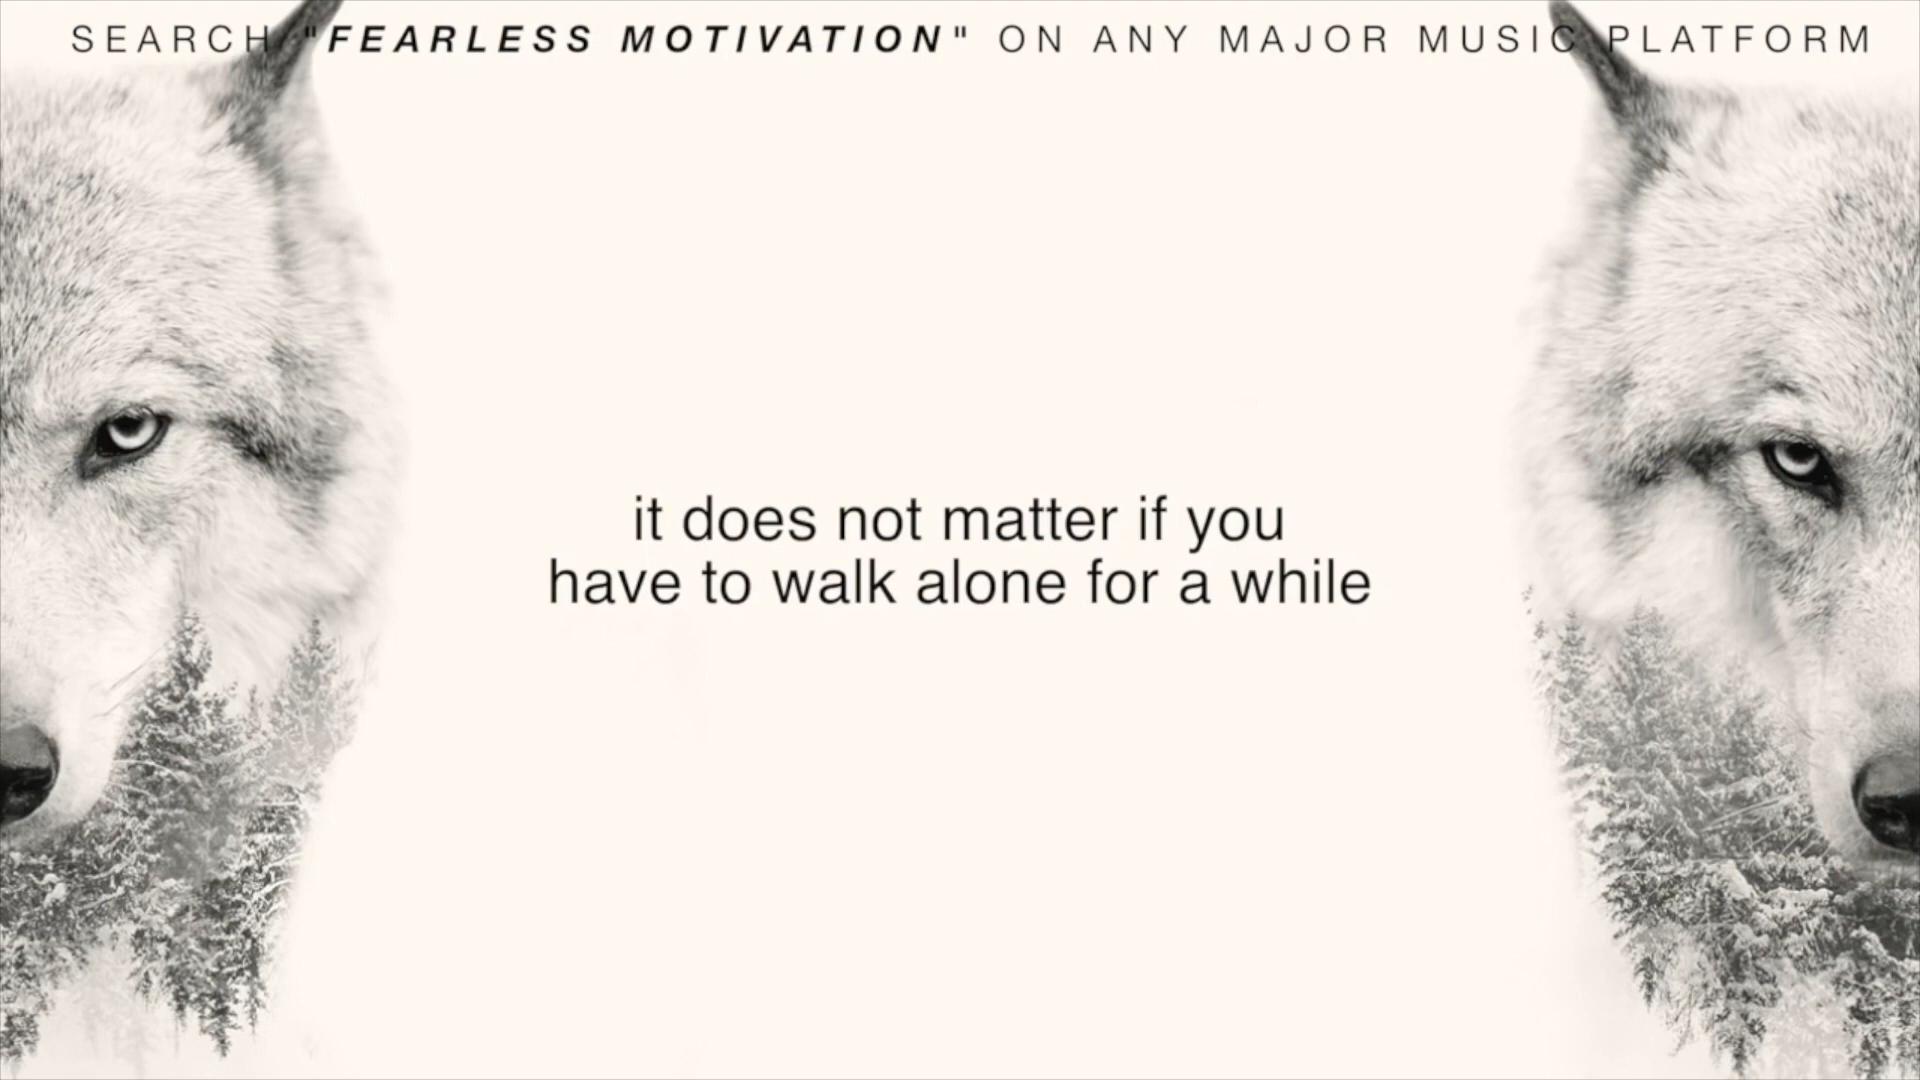 SEARCH "FEARLESS MOTIVATION" ON ANY MAJOR MUSIC PLATFORM
it does not matter if you
have to walk alone for a while